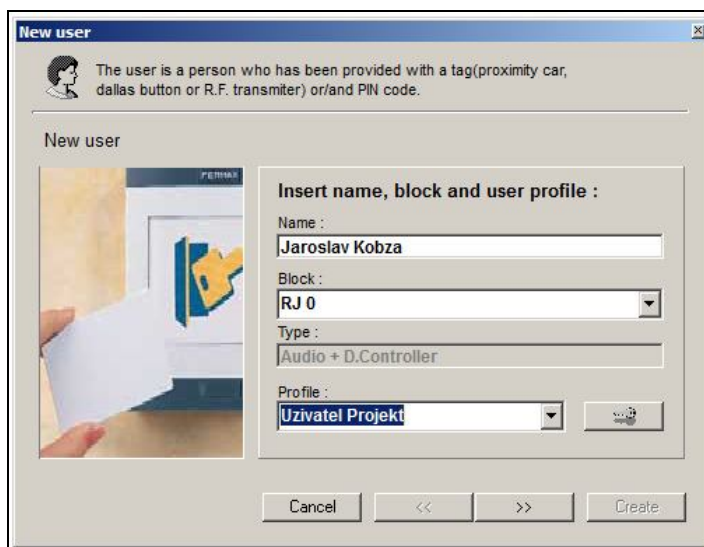 New user
The user is a person who has been provided with a tag(proximity car,
dallas button or R.F. transmiter) or/and PIN code.
New user
FERMAX
Insert name, block and user profile :
Name :
Jaroslav Kobza
Block :
RJ 0
Type :
Audio + D.Controller
Profile :
Uzivatel Projekt
Cancel << >> Create